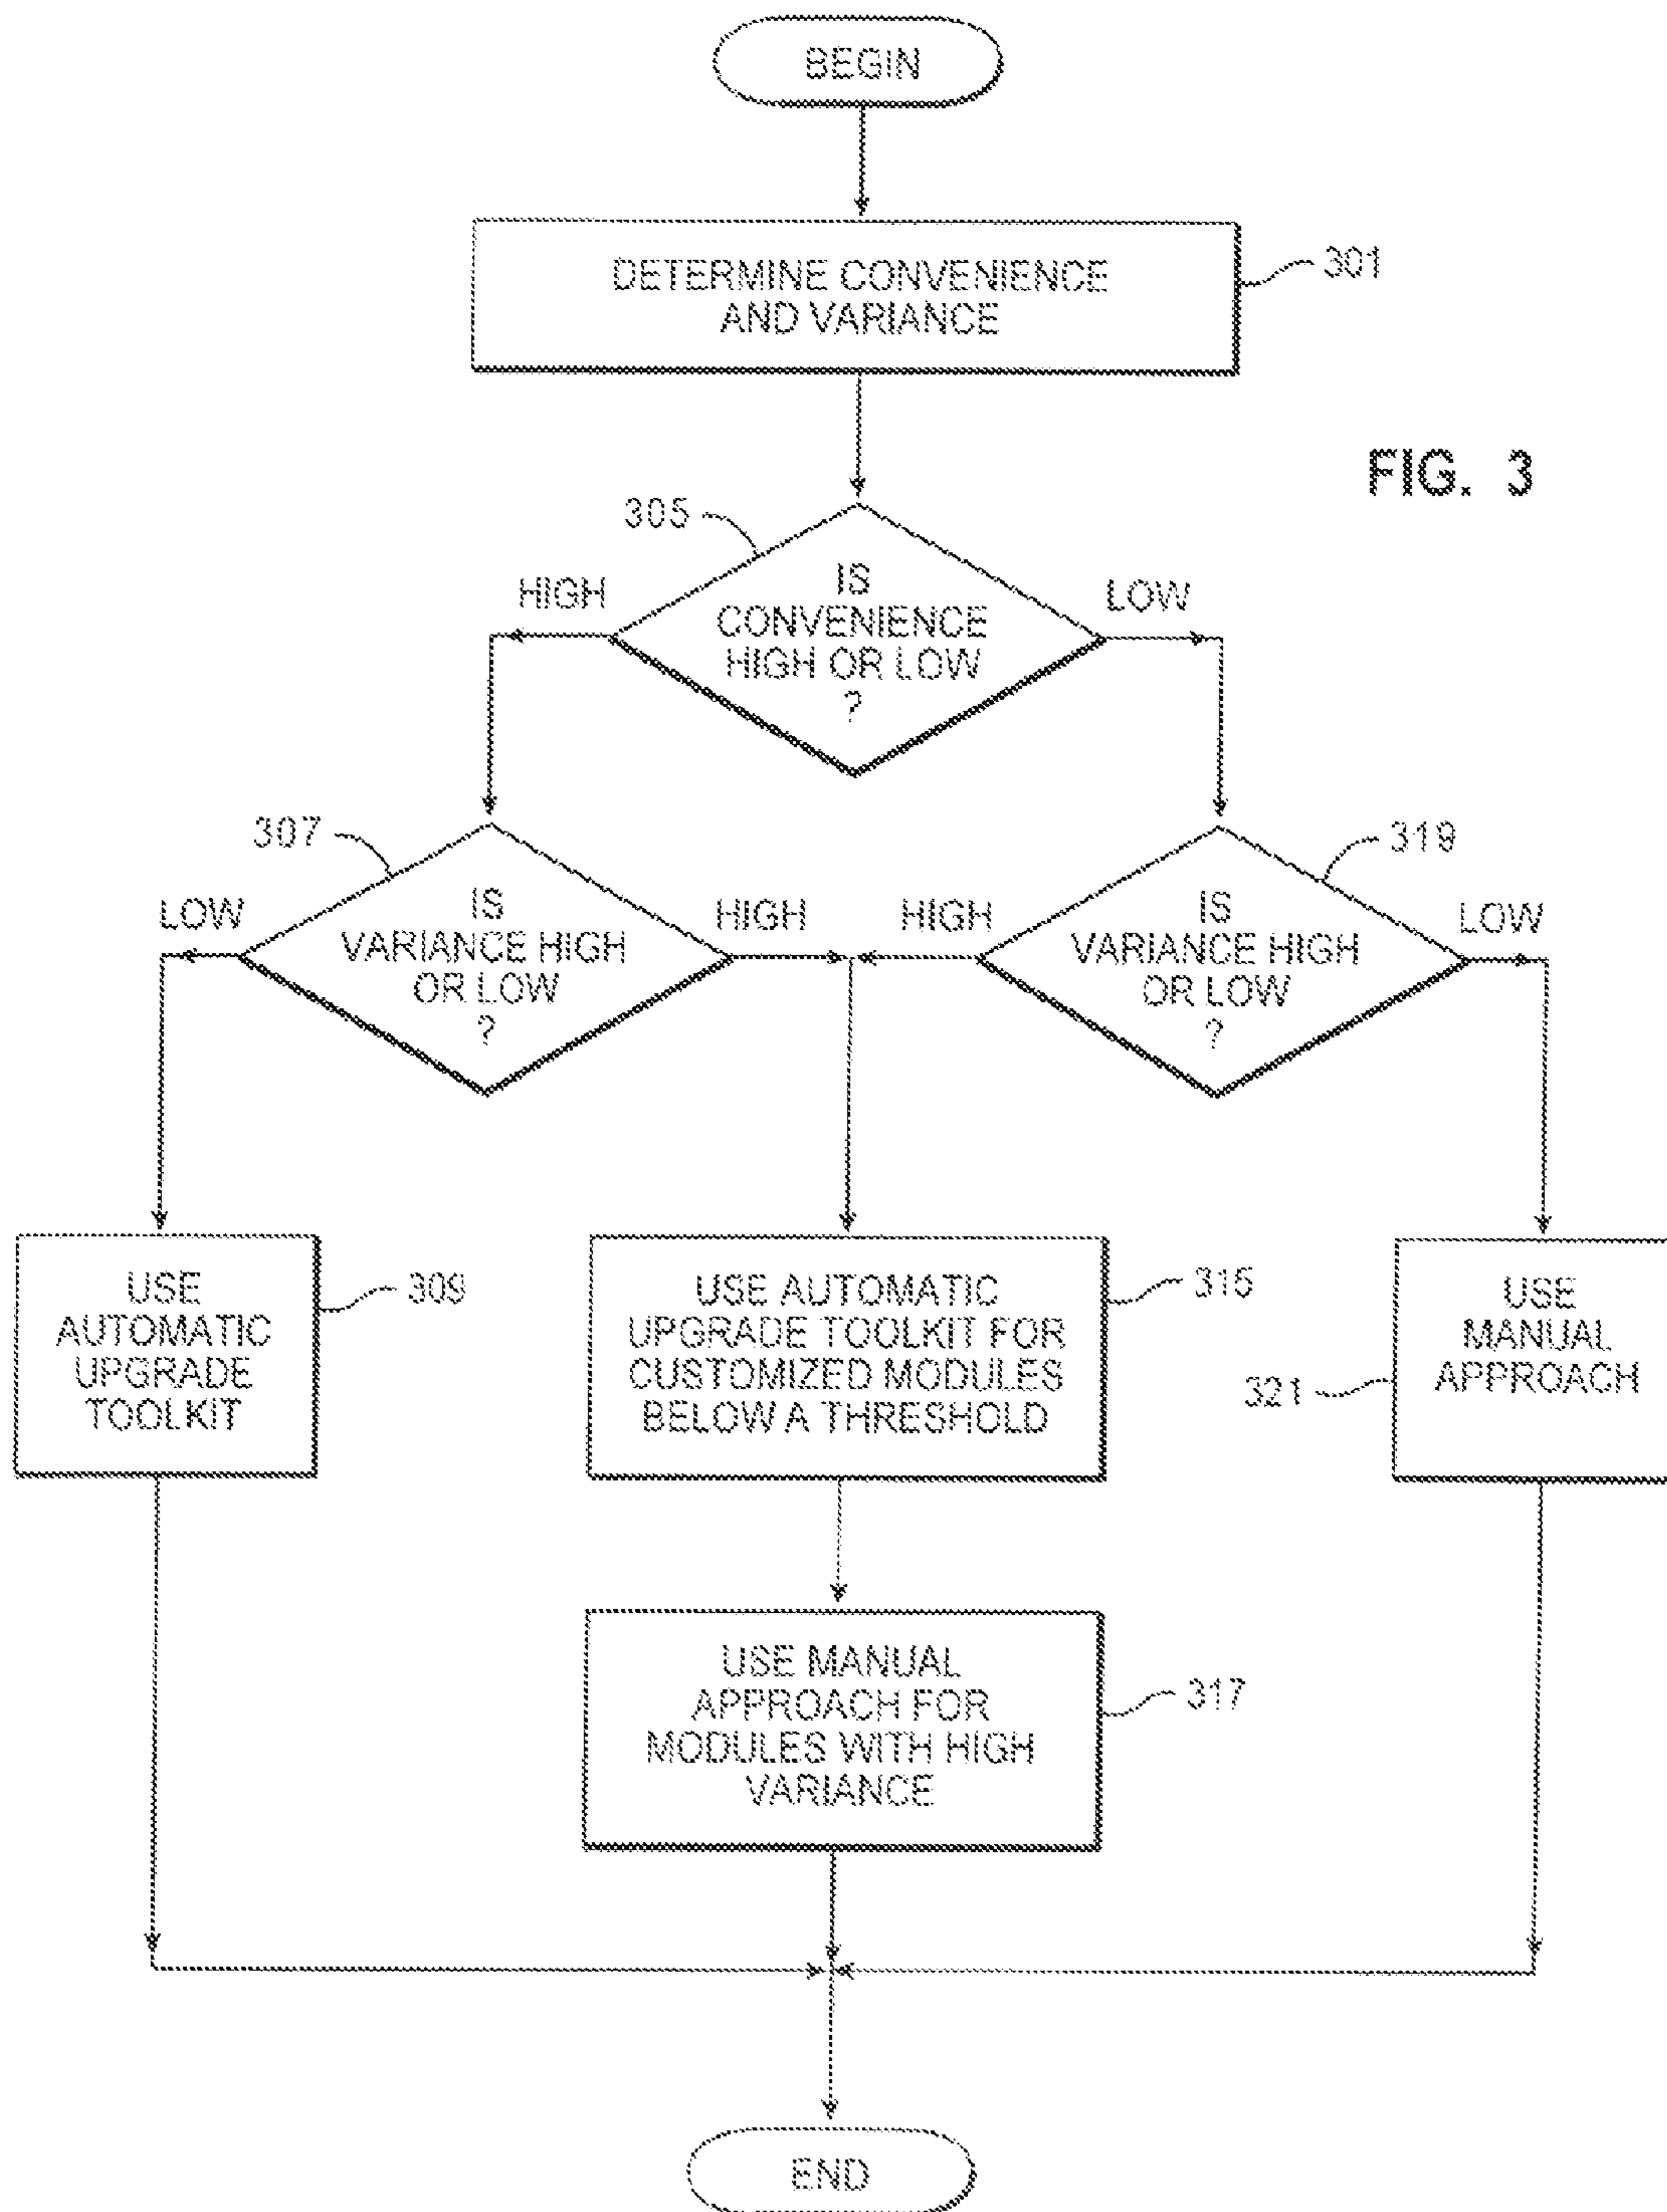 BEGIN
DETERMINE CONVENIENCE
AND VARIANCE
301
FIG. 3
305
HIGH
IS
CONVENIENCE
HIGH OR LOW
?
LOW
307
LOW
IS
VARIANCE HIGH
OR LOW
?
HIGH
319
HIGH
IS
VARIANCE HIGH
OR LOW
?
LOW
USE
AUTOMATIC
UPGRADE
TOOLKIT
309
USE AUTOMATIC
UPGRADE TOOLKIT FOR
CUSTOMIZED MODULES
BELOW A THRESHOLD
315
USE
MANUAL
APPROACH
321
USE MANUAL
APPROACH FOR
MODULES WITH HIGH
VARIANCE
317
END